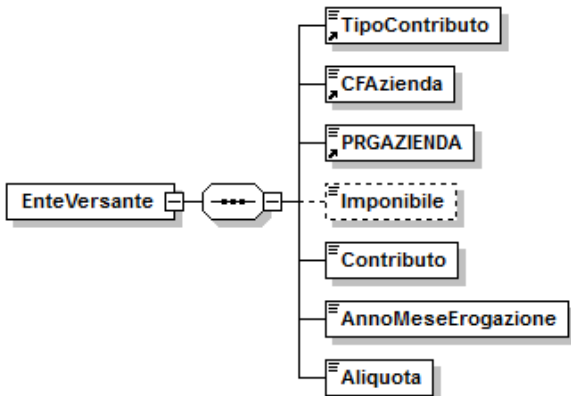 TipoContributo
CFAzienda
PRGAZIENDA
EnteVersante
Imponibile
Contributo
AnnoMeseErogazione
Aliquota